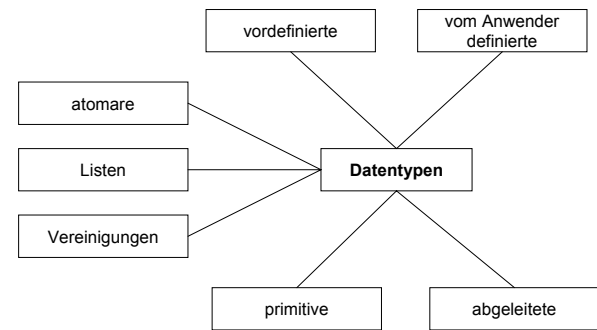 vordefinierte
vom Anwender
definierte
atomare
Listen
Datentypen
Vereinigungen
primitive
abgeleitete